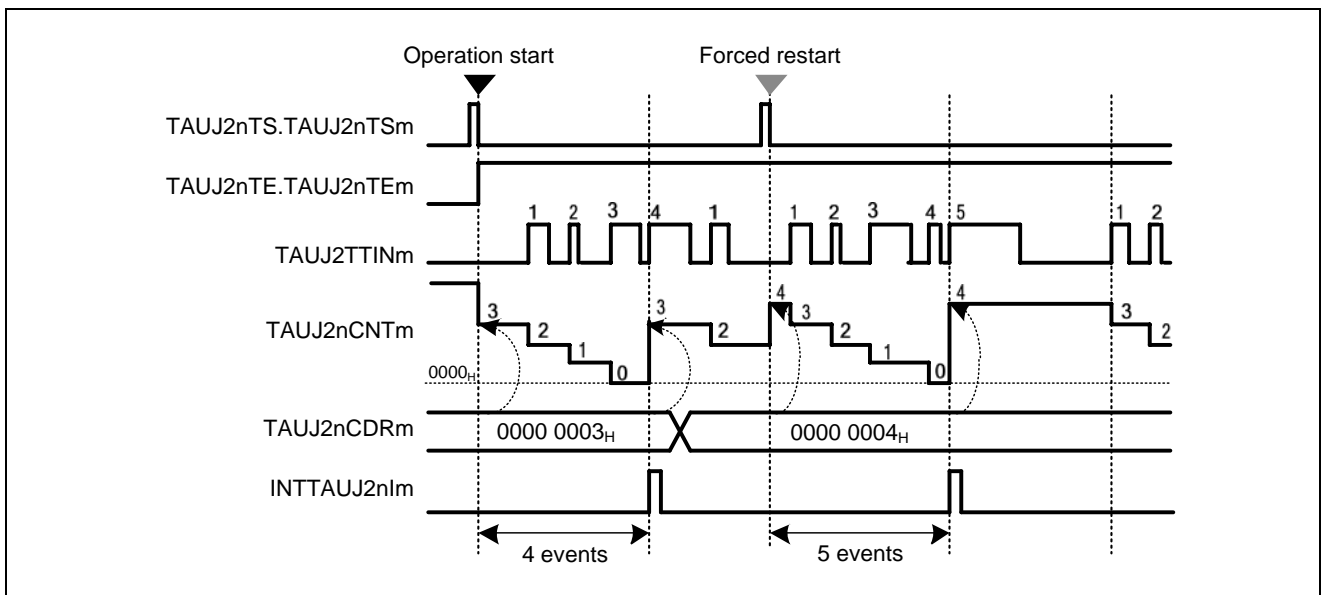 Operation start
Forced restart
TAUJ2nTS.TAUJ2nTSm
TAUJ2nTE.TAUJ2nTEm
1 2 3 4 1 1 2 3 4 5 1 2
TAUJ2TTINm
TAUJ2nCNTm
3 2 1 0 3 2 4 3 2 1 0 4 3 2
0000H
TAUJ2nCDRm
0000 0003H
0000 0004H
INTTAUJ2nIm
4 events
5 events